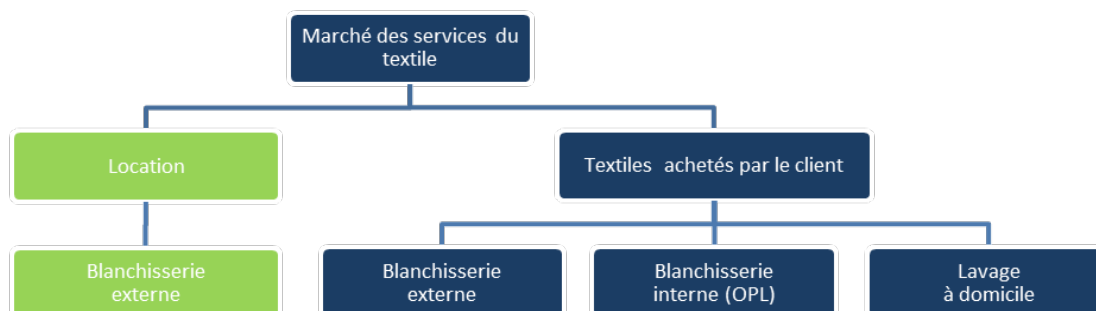 Marché des services du
textile
Location
Textiles achetés par le client
Blanchisserie
externe
Blanchisserie
externe
Blanchisserie
interne (OPL)
Lavage
à domicile